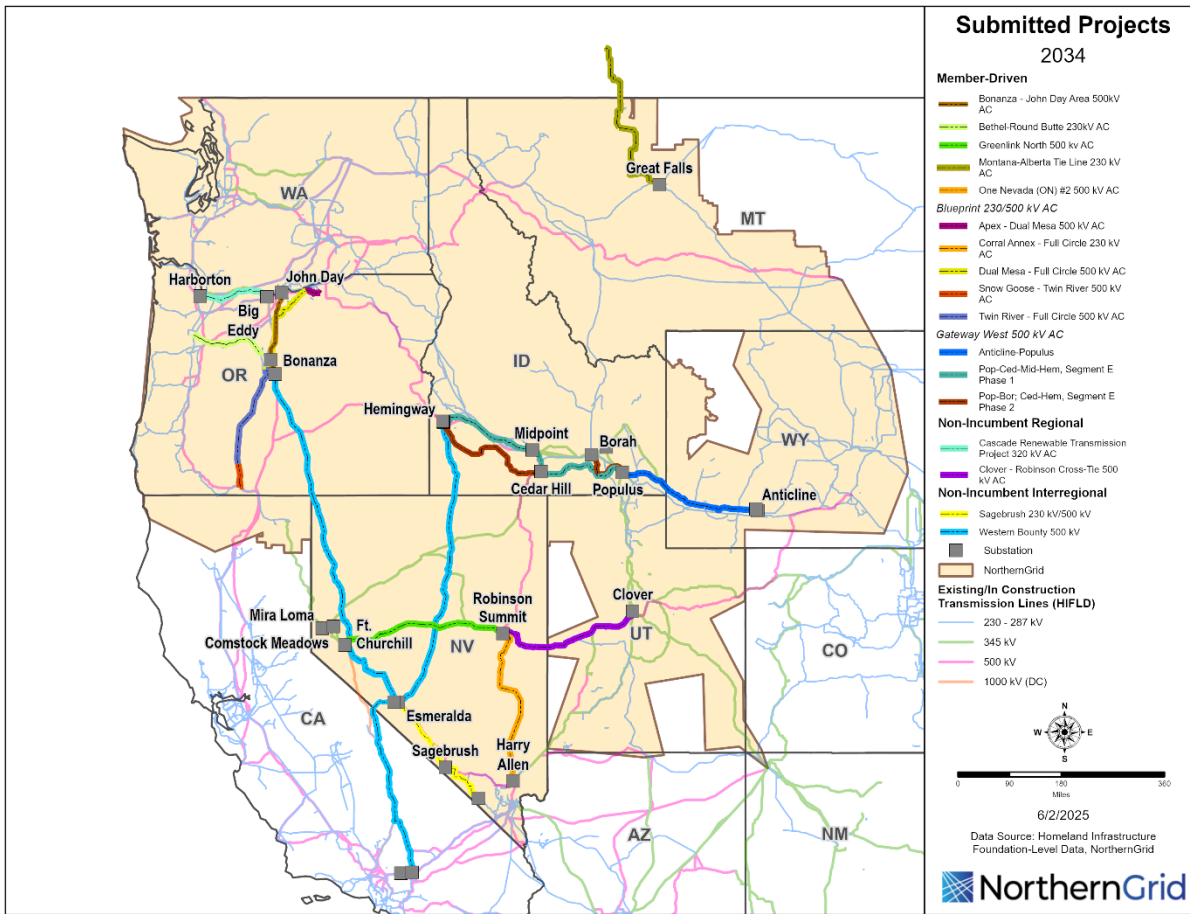 Submitted Projects
2034
Member-Driven
Bonanza - John Day Area 500kV
AC
Bethel-Round Butte 230kV AC
Greenlink North 500 kv AC
Montana-Alberta Tie Line 230 kV
AC
One Nevada (ON) #2 500 kV AC
Blueprint 230/500 kV AC
Apex - Dual Mesa 500 kV AC
Corral Annex - Full Circle 230 kV
AC
Dual Mesa - Full Circle 500 kV AC
Snow Goose - Twin River 500 kV
AC
Twin River - Full Circle 500 kV AC
Gateway West 500 kV AC
Anticline-Populus
Pop-Ced-Mid-Hem, Segment E
Phase 1
Pop-Bor; Ced-Hem, Segment E
Phase 2
Non-Incumbent Regional
Cascade Renewable Transmission
Project 320 kV AC
Clover - Robinson Cross-Tie 500
kV AC
Non-Incumbent Interregional
Sagebrush 230 kV/500 kV
Western Bounty 500 kV
Substation
NorthernGrid
Existing/In Construction
Transmission Lines (HIFLD)
230 - 287 kV
345 kV
500 kV
1000 kV (DC)
N
W
E
S
0
90
180
360
Miles
6/2/2025
Data Source: Homeland Infrastructure
Foundation-Level Data, NorthernGrid
NorthernGrid
Great Falls
WA
MT
Harborton
John Day
Big
Eddy
Bonanza
OR
ID
Hemingway
Midpoint
Borah
WY
Cedar Hill
Populus
Anticline
Mira Loma
Ft.
Churchill
Comstock Meadows
Robinson
Summit
Clover
NV
UT
CO
CA
Esmeralda
Sagebrush
Harry
Allen
AZ
NM